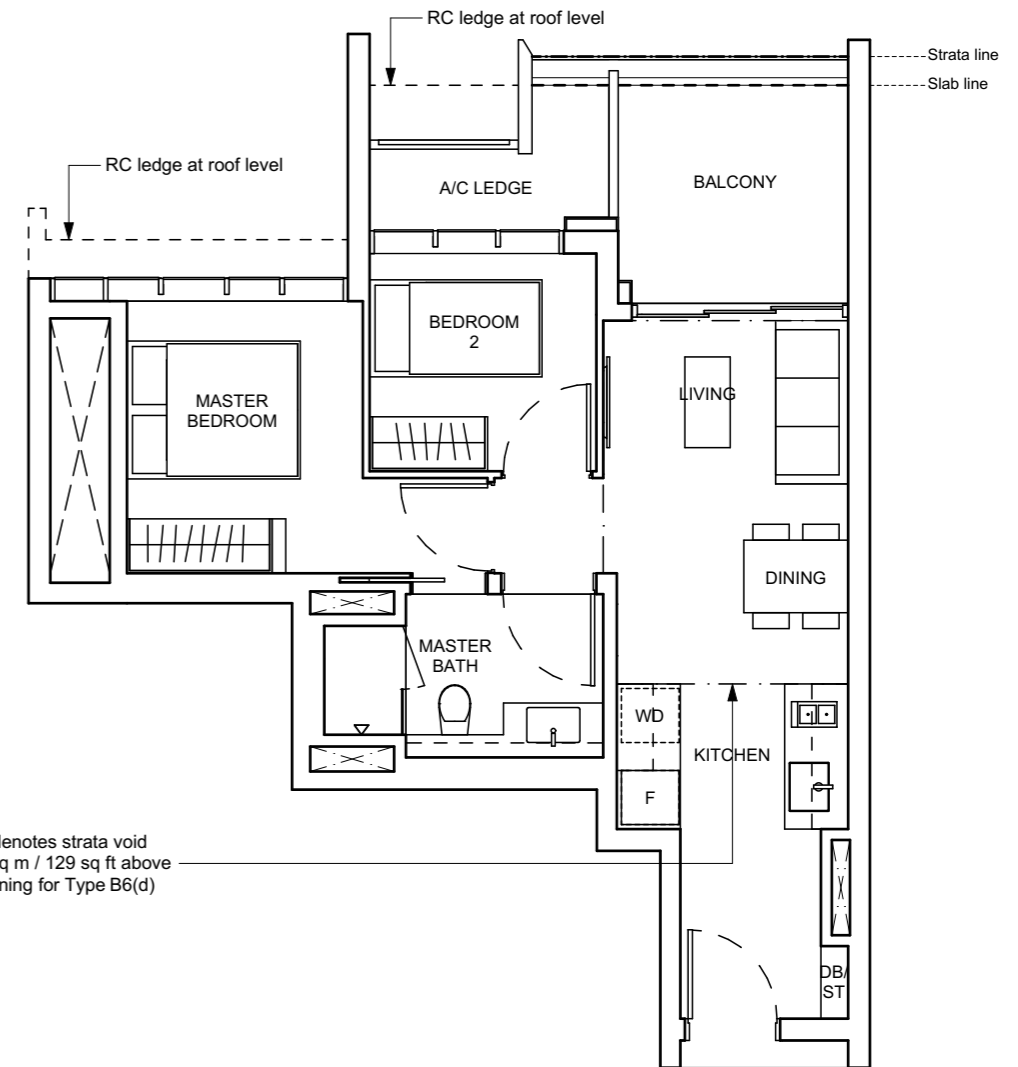 RC ledge at roof level
Strata line
Slab line
RC ledge at roof level
A/C LEDGE
BALCONY
BEDROOM
2
MASTER
BEDROOM
LIVING
DINING
MASTER
BATH
WD
KITCHEN
F
denotes strata void
q m / 129 sq ft above
ning for Type B6(d)
DB/
ST